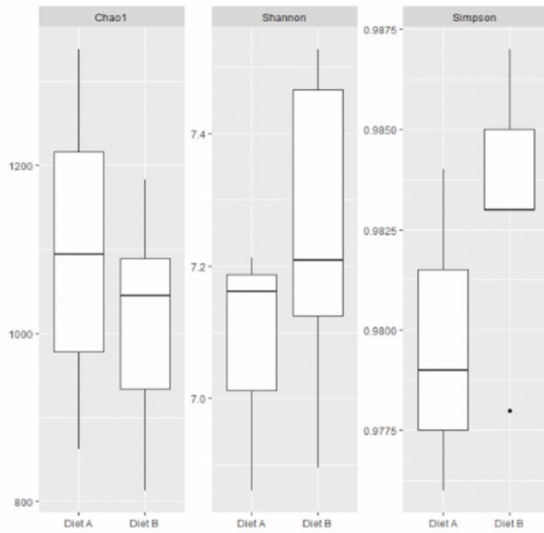 Chao1
Shannon
Simpson
1200
1000
800
7.4
7.2
7.0
0.9875
0.9850
0.9825
0.9800
0.9775
Diet A Diet B
Diet A Diet B
Diet A Diet B